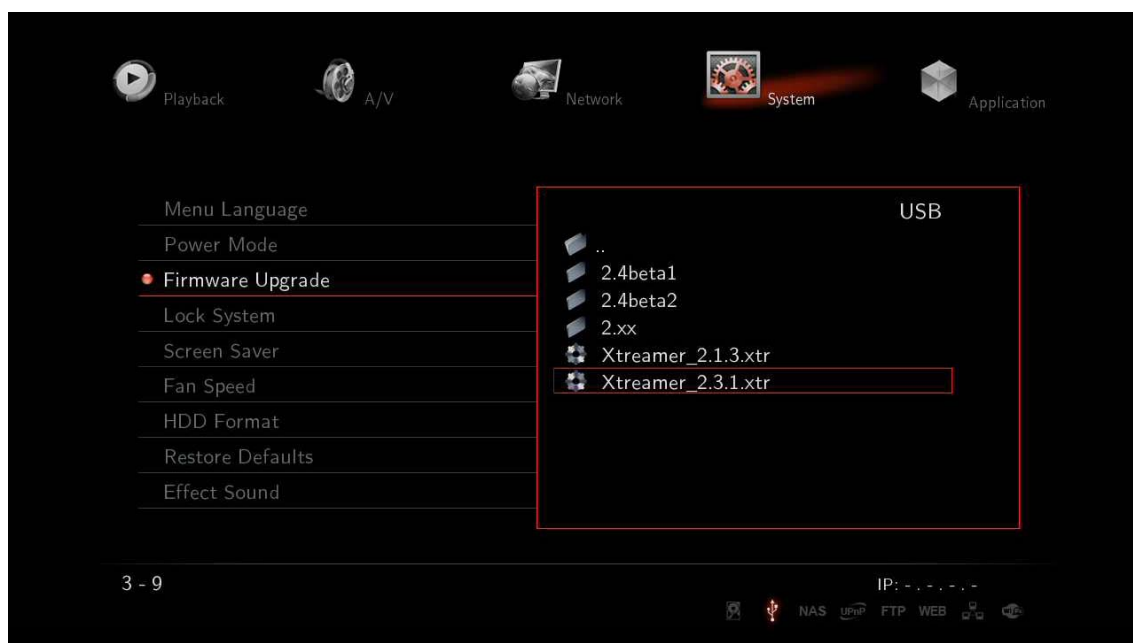 Playback A/V Network System Application
USB
Menu Language
Power Mode
Firmware Upgrade
Lock System
Screen Saver
Fan Speed
HDD Format
Restore Defaults
Effect Sound
..
2.4beta1
2.4beta2
2.xx
Xtreamer_2.1.3.xtr
Xtreamer_2.3.1.xtr
3 - 9
IP: - . - . - . -
NAS UPnP FTP WEB